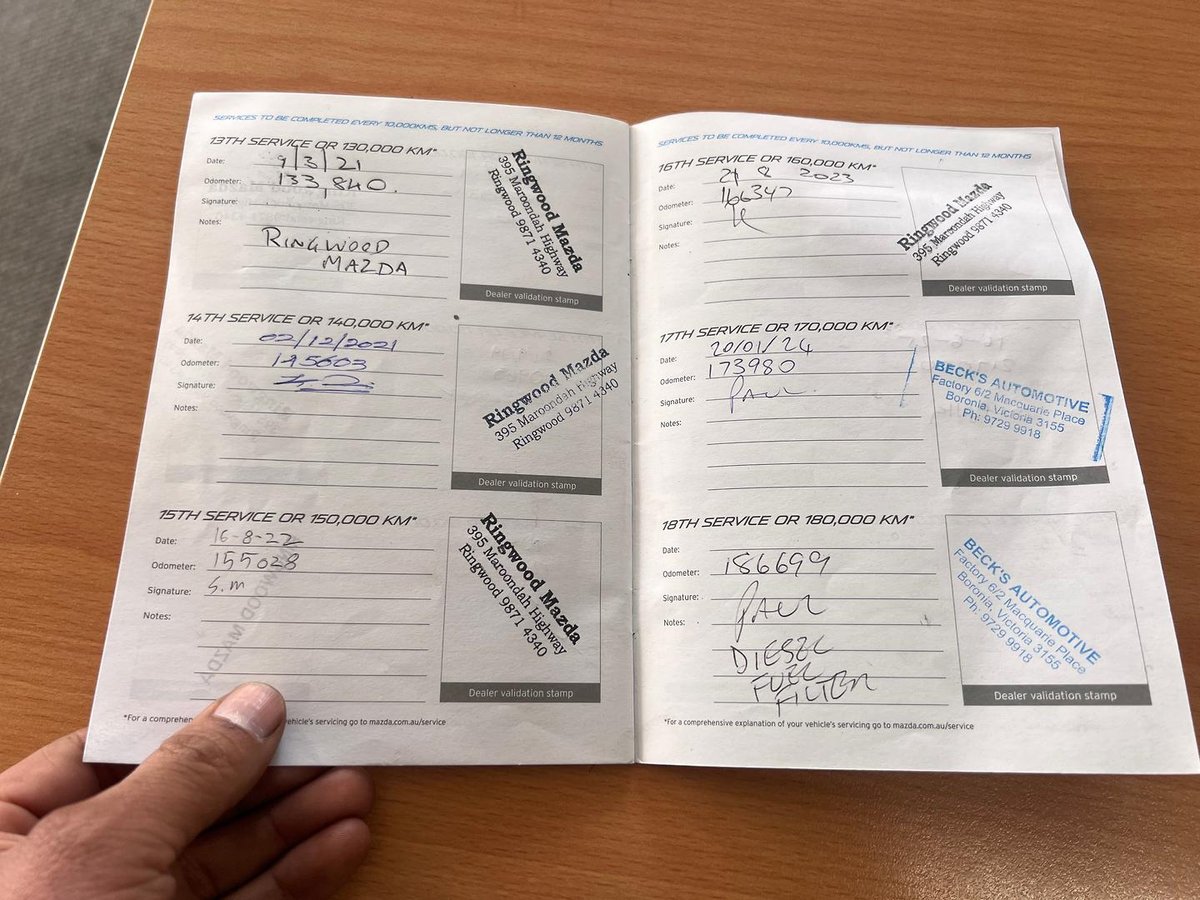 SERVICES TO BE COMPLETED EVERY 10,000KMS, BUT NOT LONGER THAN 12 MONTHS
13TH SERVICE OR 130,000 KM*
Date: 9/3/21
Odometer: 133,840.
Signature:
Notes:
RINGWOOD
MAZDA
Ringwood Mazda
395 Maroondah Highway
Ringwood 9871 4340
Dealer validation stamp
14TH SERVICE OR 140,000 KM*
Date: 02/12/2021
Odometer: 145603
Signature:
Notes:
Ringwood Mazda
395 Maroondah Highway
Ringwood 9871 4340
Dealer validation stamp
15TH SERVICE OR 150,000 KM*
Date: 16-8-22
Odometer: 155028
Signature: S.M
Notes:
Ringwood Mazda
395 Maroondah Highway
Ringwood 9871 4340
Dealer validation stamp
*For a comprehe vehicle's servicing go to mazda.com.au/service
SERVICES TO BE COMPLETED EVERY 10,000KMS, BUT NOT LONGER THAN 12 MONTHS
16TH SERVICE OR 160,000 KM*
Date: 2023
Odometer: 166347
Signature:
Notes:
Ringwood Mazda
395 Maroondah Highway
Ringwood 9871 4340
Dealer validation stamp
17TH SERVICE OR 170,000 KM*
Date: 20/01/24
Odometer: 173980
Signature: PAUL
Notes:
BECK'S AUTOMOTIVE
Factory 6/2 Macquarie Place
Boronia, Victoria 3155
Ph: 9729 9918
Dealer validation stamp
18TH SERVICE OR 180,000 KM*
Date:
Odometer: 186699
Signature: PAUL
Notes:
DIESEL
FUEL
FILTER
BECK'S AUTOMOTIVE
Factory 6/2 Macquarie Place
Boronia, Victoria 3155
Ph: 9729 9918
Dealer validation stamp
*For a comprehensive explanation of your vehicle's servicing go to mazda.com.au/service